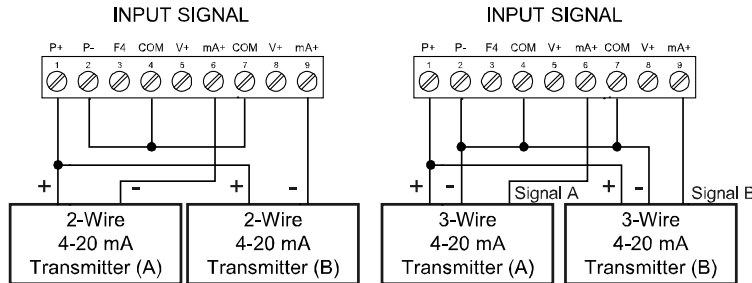 INPUT SIGNAL
P+ P- F4 COM V+ mA+ COM V+ mA+
1 2 3 4 5 6 7 8 9
+ - + -
2-Wire
4-20 mA
Transmitter (A)
2-Wire
4-20 mA
Transmitter (B)
INPUT SIGNAL
P+ P- F4 COM V+ mA+ COM V+ mA+
1 2 3 4 5 6 7 8 9
+ - Signal A + - Signal B
3-Wire
4-20 mA
Transmitter (A)
3-Wire
4-20 mA
Transmitter (B)